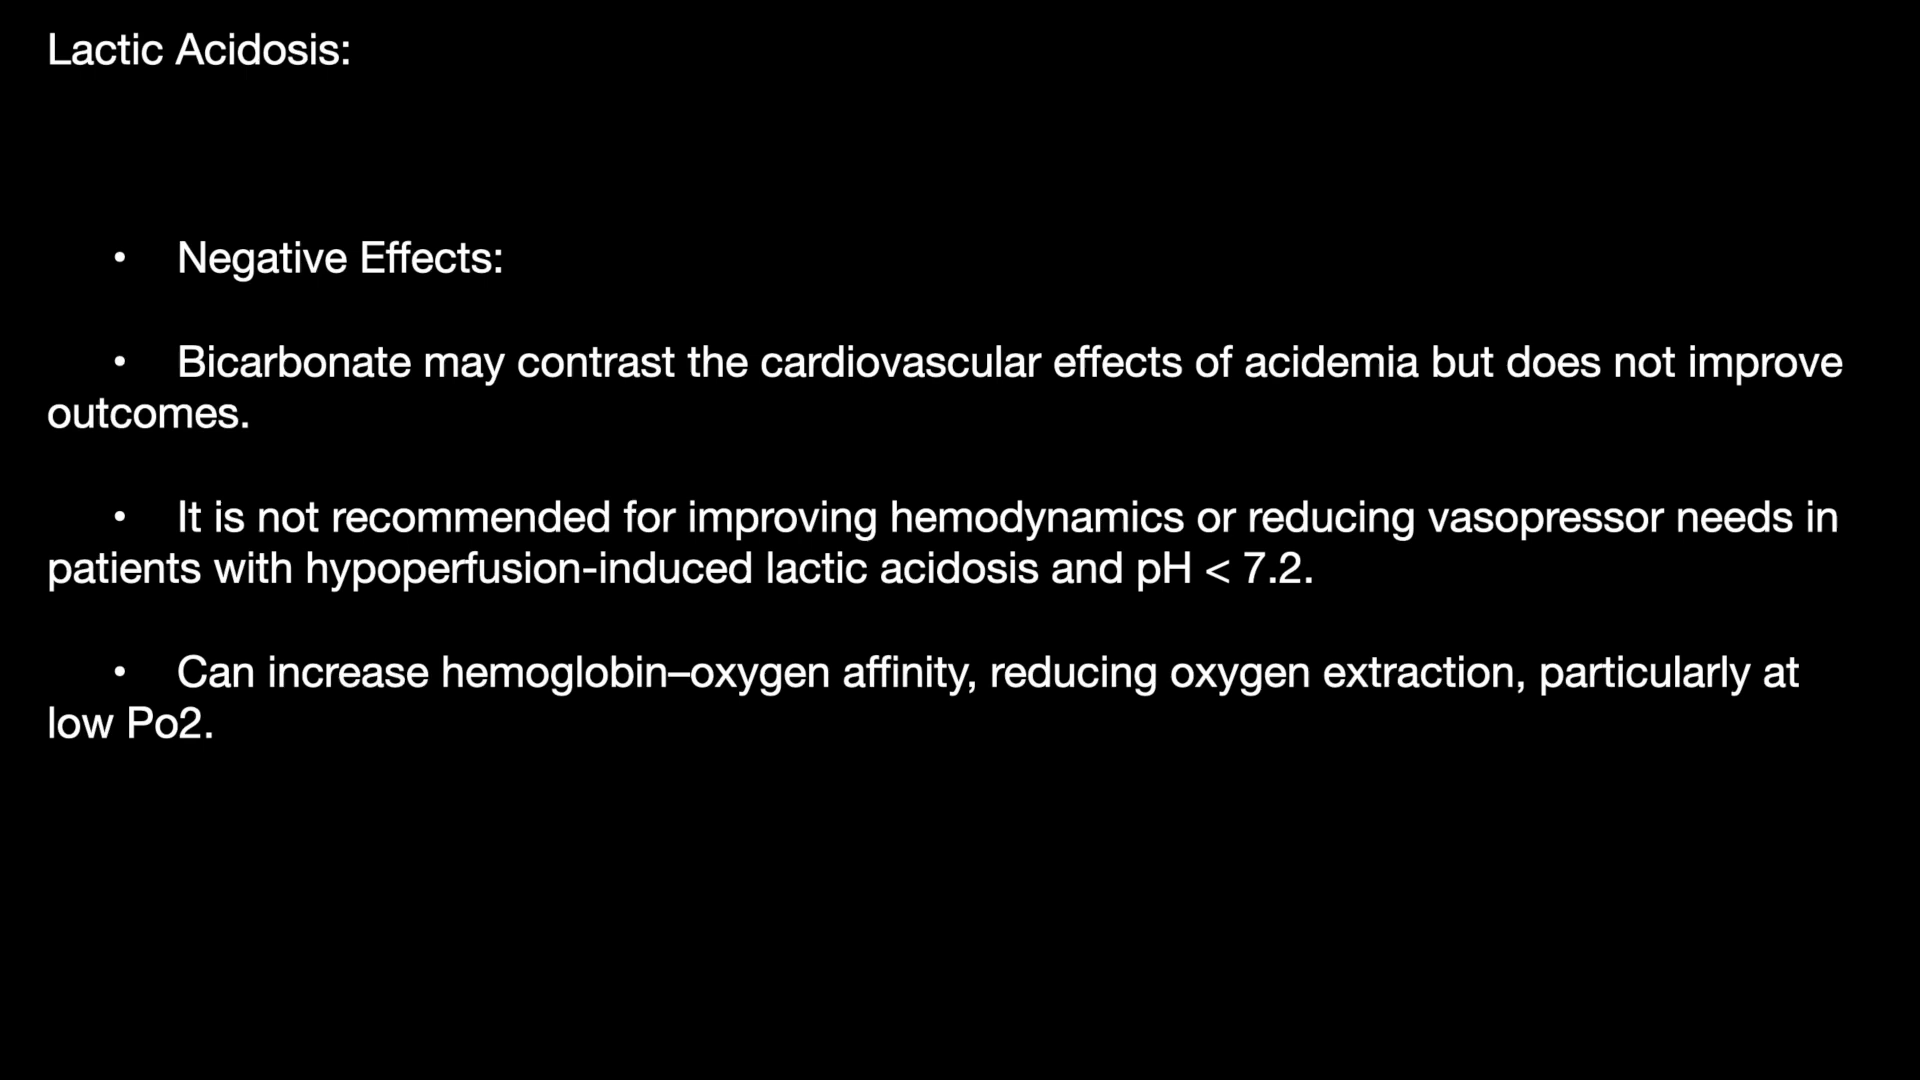 Lactic Acidosis:
• Negative Effects:
• Bicarbonate may contrast the cardiovascular effects of acidemia but does not improve
outcomes.
• It is not recommended for improving hemodynamics or reducing vasopressor needs in
patients with hypoperfusion-induced lactic acidosis and pH < 7.2.
• Can increase hemoglobin–oxygen affinity, reducing oxygen extraction, particularly at
low Po2.